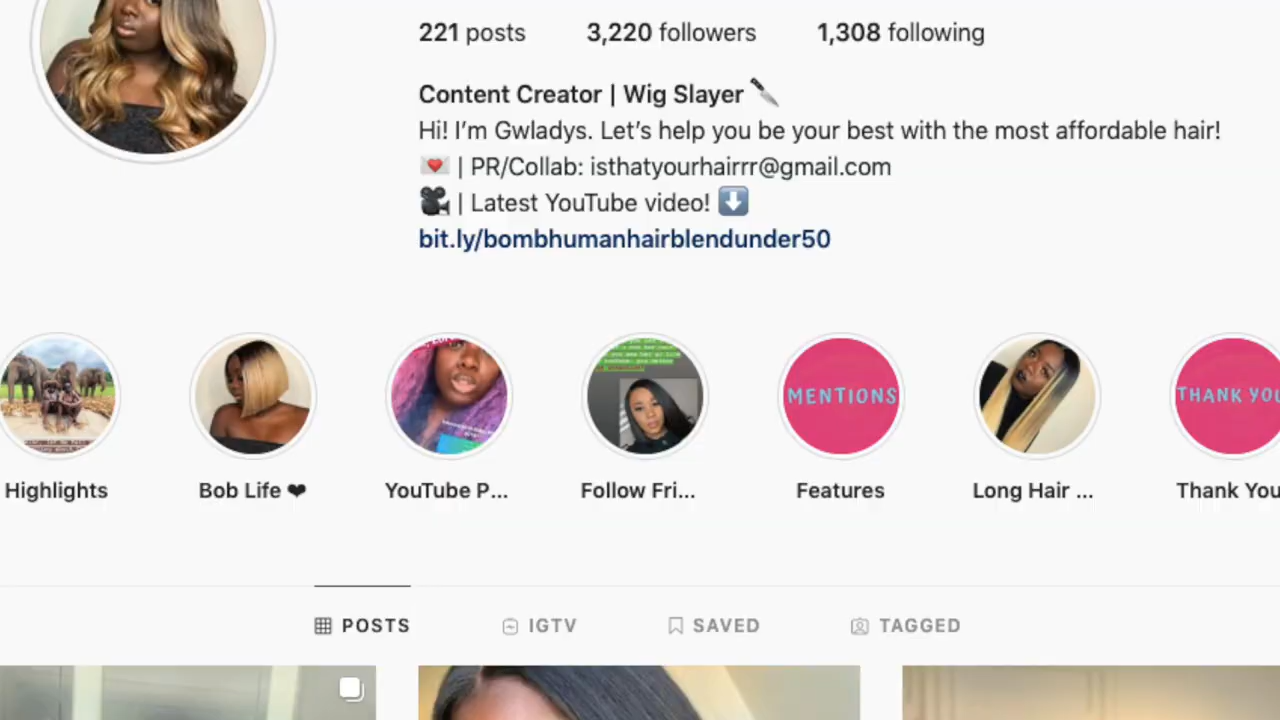 221 posts 3,220 followers 1,308 following
Content Creator | Wig Slayer 🔪
Hi! I’m Gwladys. Let’s help you be your best with the most affordable hair!
💌 | PR/Collab: isthatyourhairrr@gmail.com
🎥 | Latest YouTube video! ⬇️
bit.ly/bombhumanhairblendunder50
MENTIONS THANK YOU
Highlights Bob Life ❤ YouTube P... Follow Fri... Features Long Hair ... Thank You
POSTS IGTV SAVED TAGGED